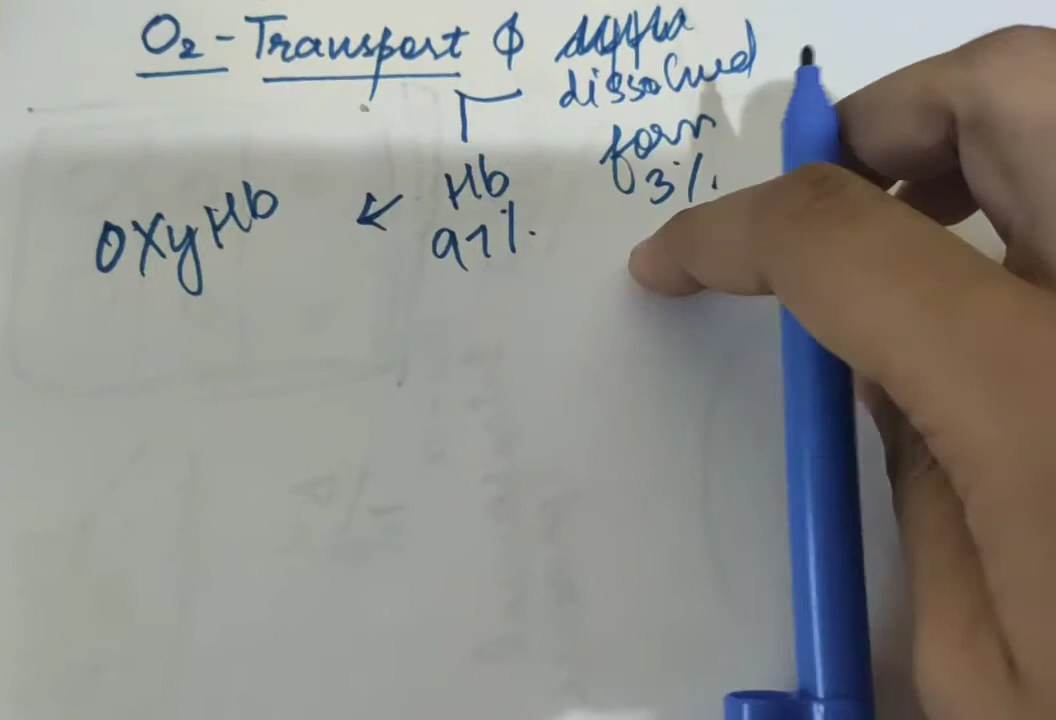 O2 - Transport
dissolved
form
3%.
Hb
97%.
OxyHb